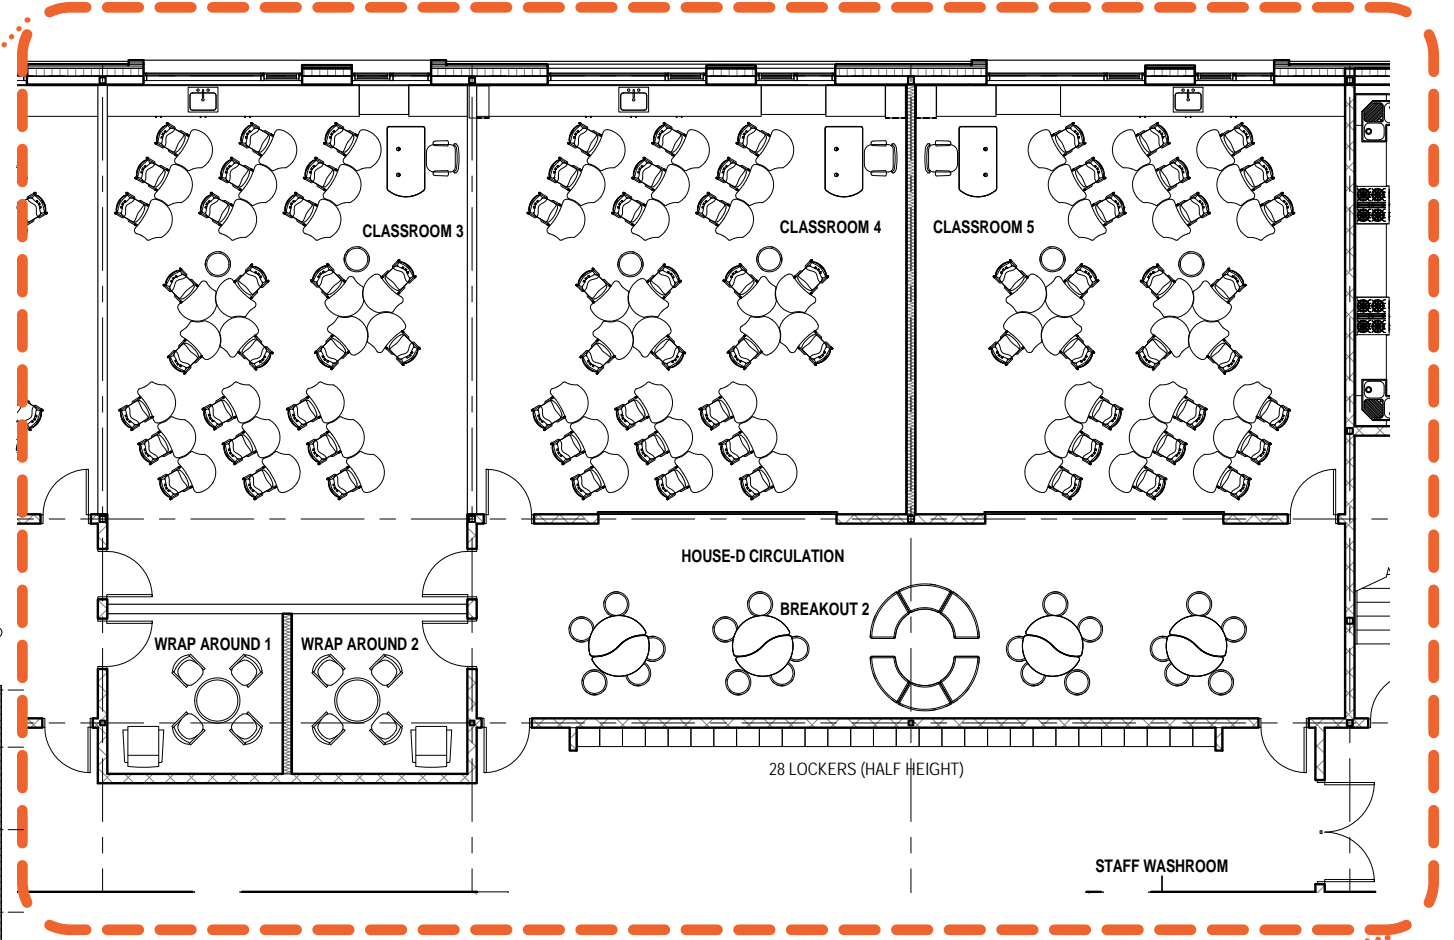 CLASSROOM 3
CLASSROOM 4
CLASSROOM 5
HOUSE-D CIRCULATION
BREAKOUT 2
WRAP AROUND 1
WRAP AROUND 2
28 LOCKERS (HALF HEIGHT)
STAFF WASHROOM